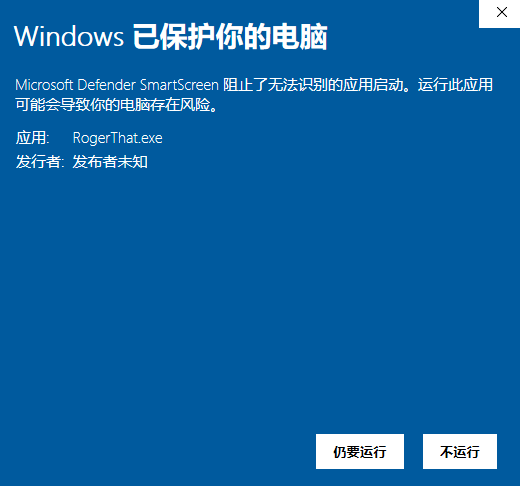 Windows 已保护你的电脑
Microsoft Defender SmartScreen 阻止了无法识别的应用启动。运行此应用
可能会导致你的电脑存在风险。
应用: RogerThat.exe
发行者: 发布者未知
仍要运行 不运行